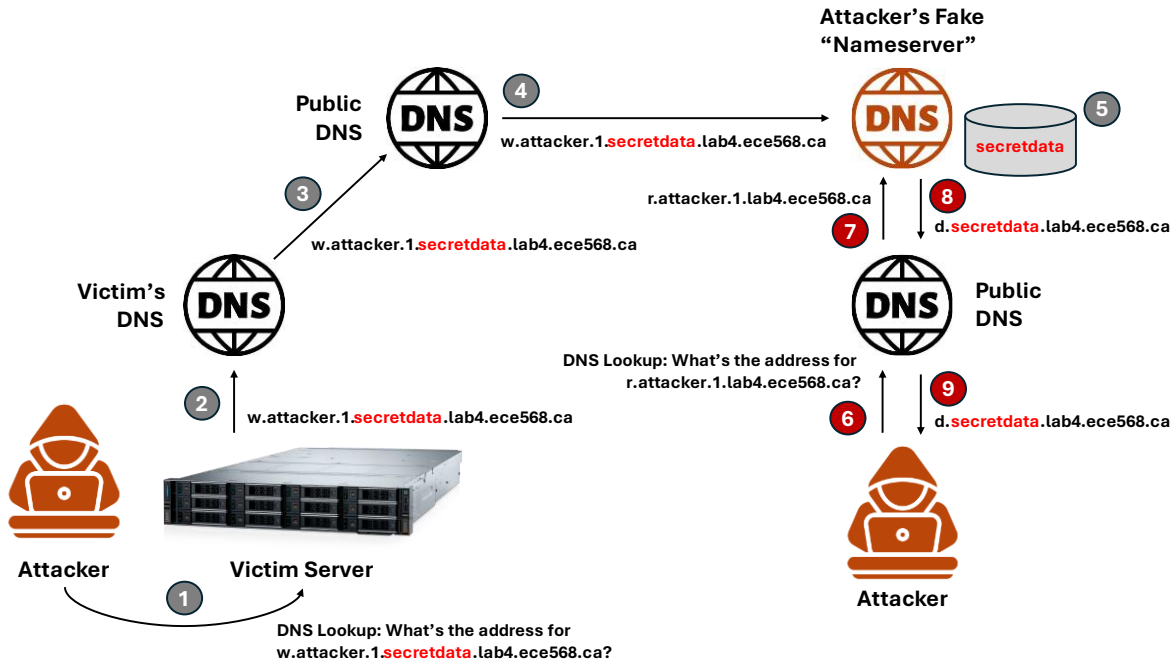 Attacker's Fake
"Nameserver"
Public
DNS
DNS
4
w.attacker.1.secretdata.lab4.ece568.ca
DNS
5
secretdata
3
w.attacker.1.secretdata.lab4.ece568.ca
r.attacker.1.lab4.ece568.ca
7
8
d.secretdata.lab4.ece568.ca
Victim's
DNS
DNS
DNS
Public
DNS
2
w.attacker.1.secretdata.lab4.ece568.ca
DNS Lookup: What's the address for
r.attacker.1.lab4.ece568.ca?
6
9
d.secretdata.lab4.ece568.ca
Attacker
Victim Server
1
DNS Lookup: What's the address for
w.attacker.1.secretdata.lab4.ece568.ca?
Attacker